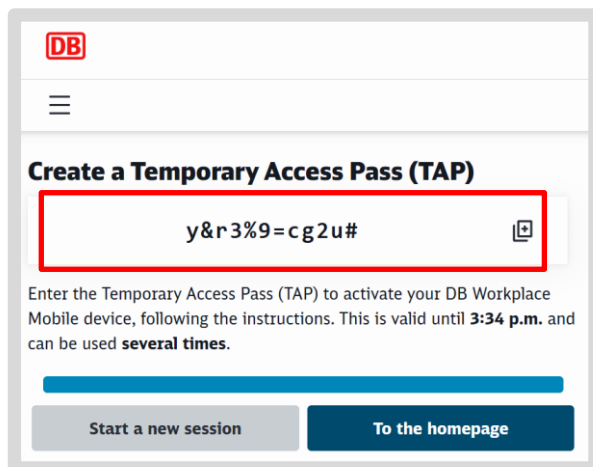 DB
Create a Temporary Access Pass (TAP)
y&r3%9=cg2u#
Enter the Temporary Access Pass (TAP) to activate your DB Workplace
Mobile device, following the instructions. This is valid until 3:34 p.m. and
can be used several times.
Start a new session
To the homepage